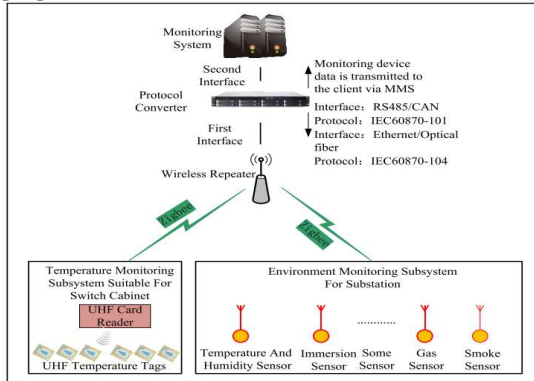 Monitoring
System
Second
Interface
Monitoring device
data is transmitted to
the client via MMS
Protocol
Converter
Interface：RS485/CAN
Protocol：IEC60870-101
Interface：Ethernet/Optical
fiber
Protocol：IEC60870-104
First
Interface
Wireless Repeater
Zigbee
Zigbee
Temperature Monitoring
Subsystem Suitable For
Switch Cabinet
UHF Card
Reader
UHF Temperature Tags
Environment Monitoring Subsystem
For Substation
Temperature And
Humidity Sensor
Immersion
Sensor
Some
Sensor
Gas
Sensor
Smoke
Sensor